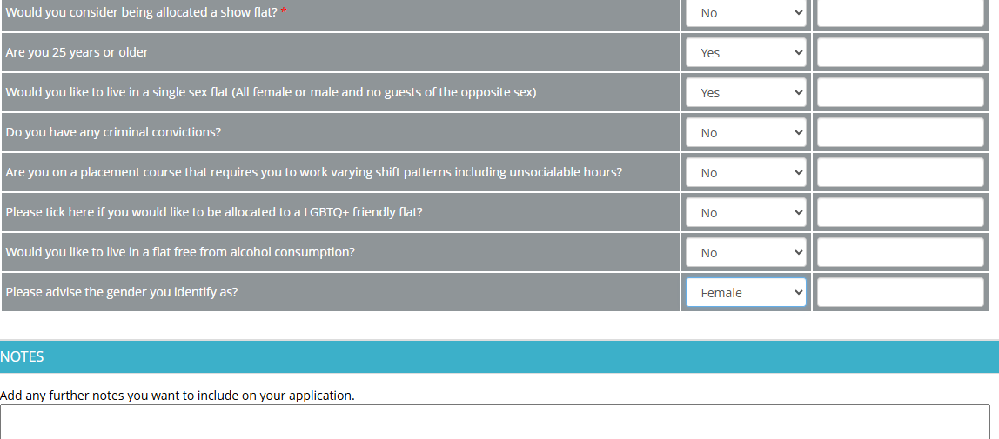 Would you consider being allocated a show flat? * No
Are you 25 years or older Yes
Would you like to live in a single sex flat (All female or male and no guests of the opposite sex) Yes
Do you have any criminal convictions? No
Are you on a placement course that requires you to work varying shift patterns including unsocialable hours? No
Please tick here if you would like to be allocated to a LGBTQ+ friendly flat? No
Would you like to live in a flat free from alcohol consumption? No
Please advise the gender you identify as? Female
NOTES
Add any further notes you want to include on your application.